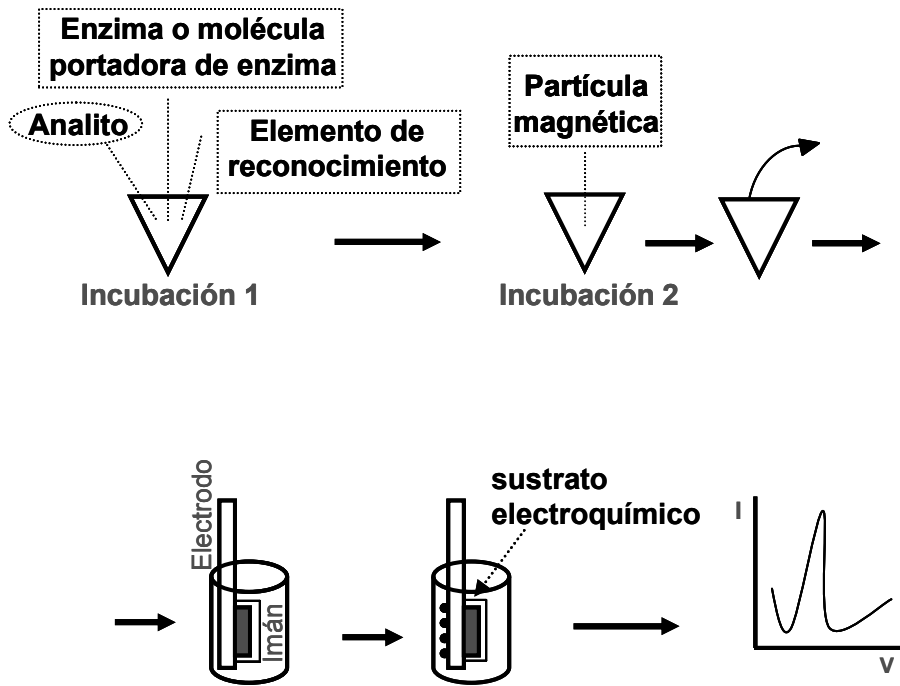 Enzima o molécula
portadora de enzima
Analito
Elemento de
reconocimiento
Partícula
magnética
Incubación 1
Incubación 2
Electrodo
Imán
sustrato
electroquímico
I
V